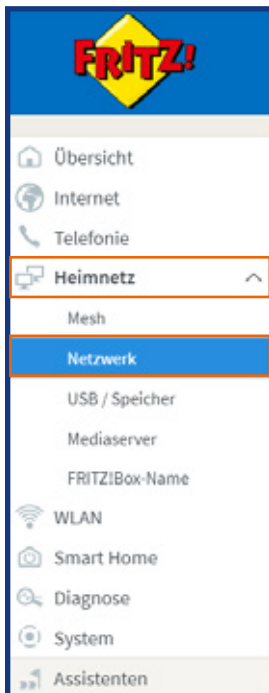 FRITZ!
Übersicht
Internet
Telefonie
Heimnetz
Mesh
Netzwerk
USB / Speicher
Mediaserver
FRITZ!Box-Name
WLAN
Smart Home
Diagnose
System
Assistenten